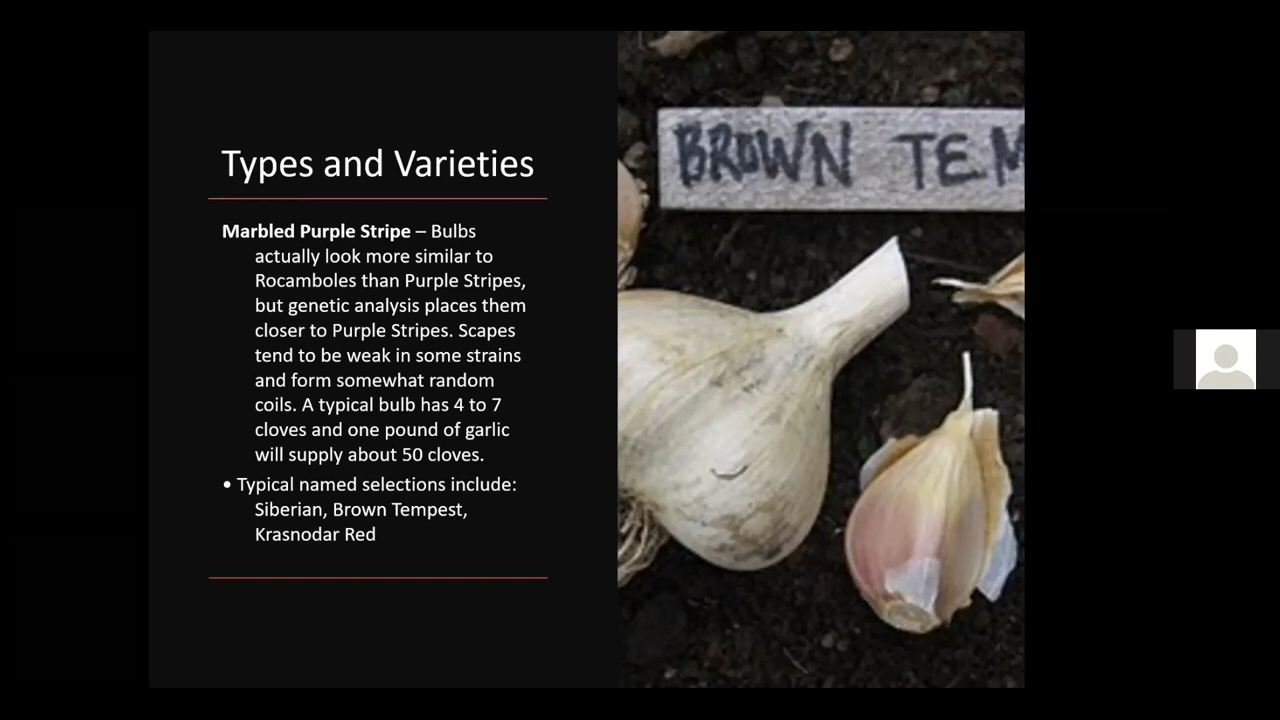 Types and Varieties
Marbled Purple Stripe – Bulbs
actually look more similar to
Rocamboles than Purple Stripes,
but genetic analysis places them
closer to Purple Stripes. Scapes
tend to be weak in some strains
and form somewhat random
coils. A typical bulb has 4 to 7
cloves and one pound of garlic
will supply about 50 cloves.
• Typical named selections include:
Siberian, Brown Tempest,
Krasnodar Red
BROWN TEM